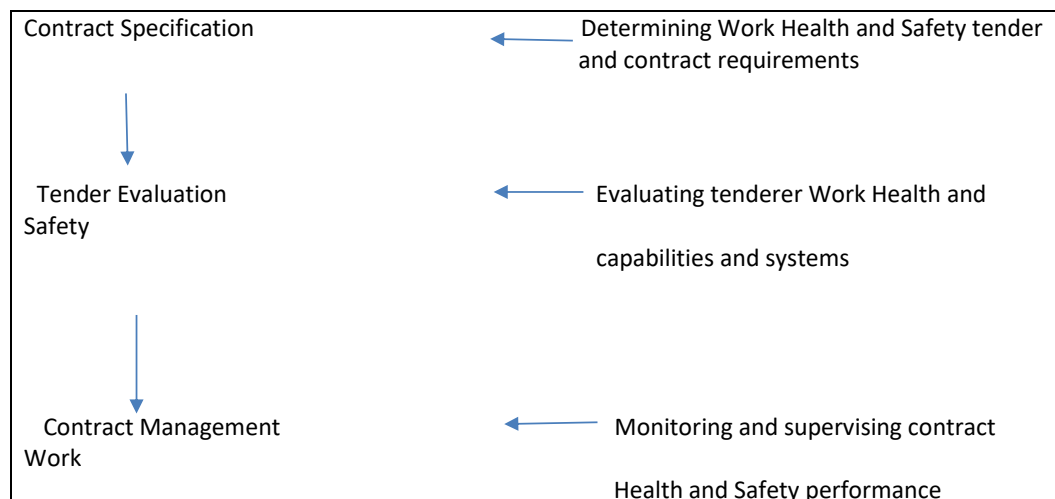 Contract Specification Determining Work Health and Safety tender
and contract requirements
Tender Evaluation Evaluating tenderer Work Health and
Safety
capabilities and systems
Contract Management Monitoring and supervising contract
Work
Health and Safety performance